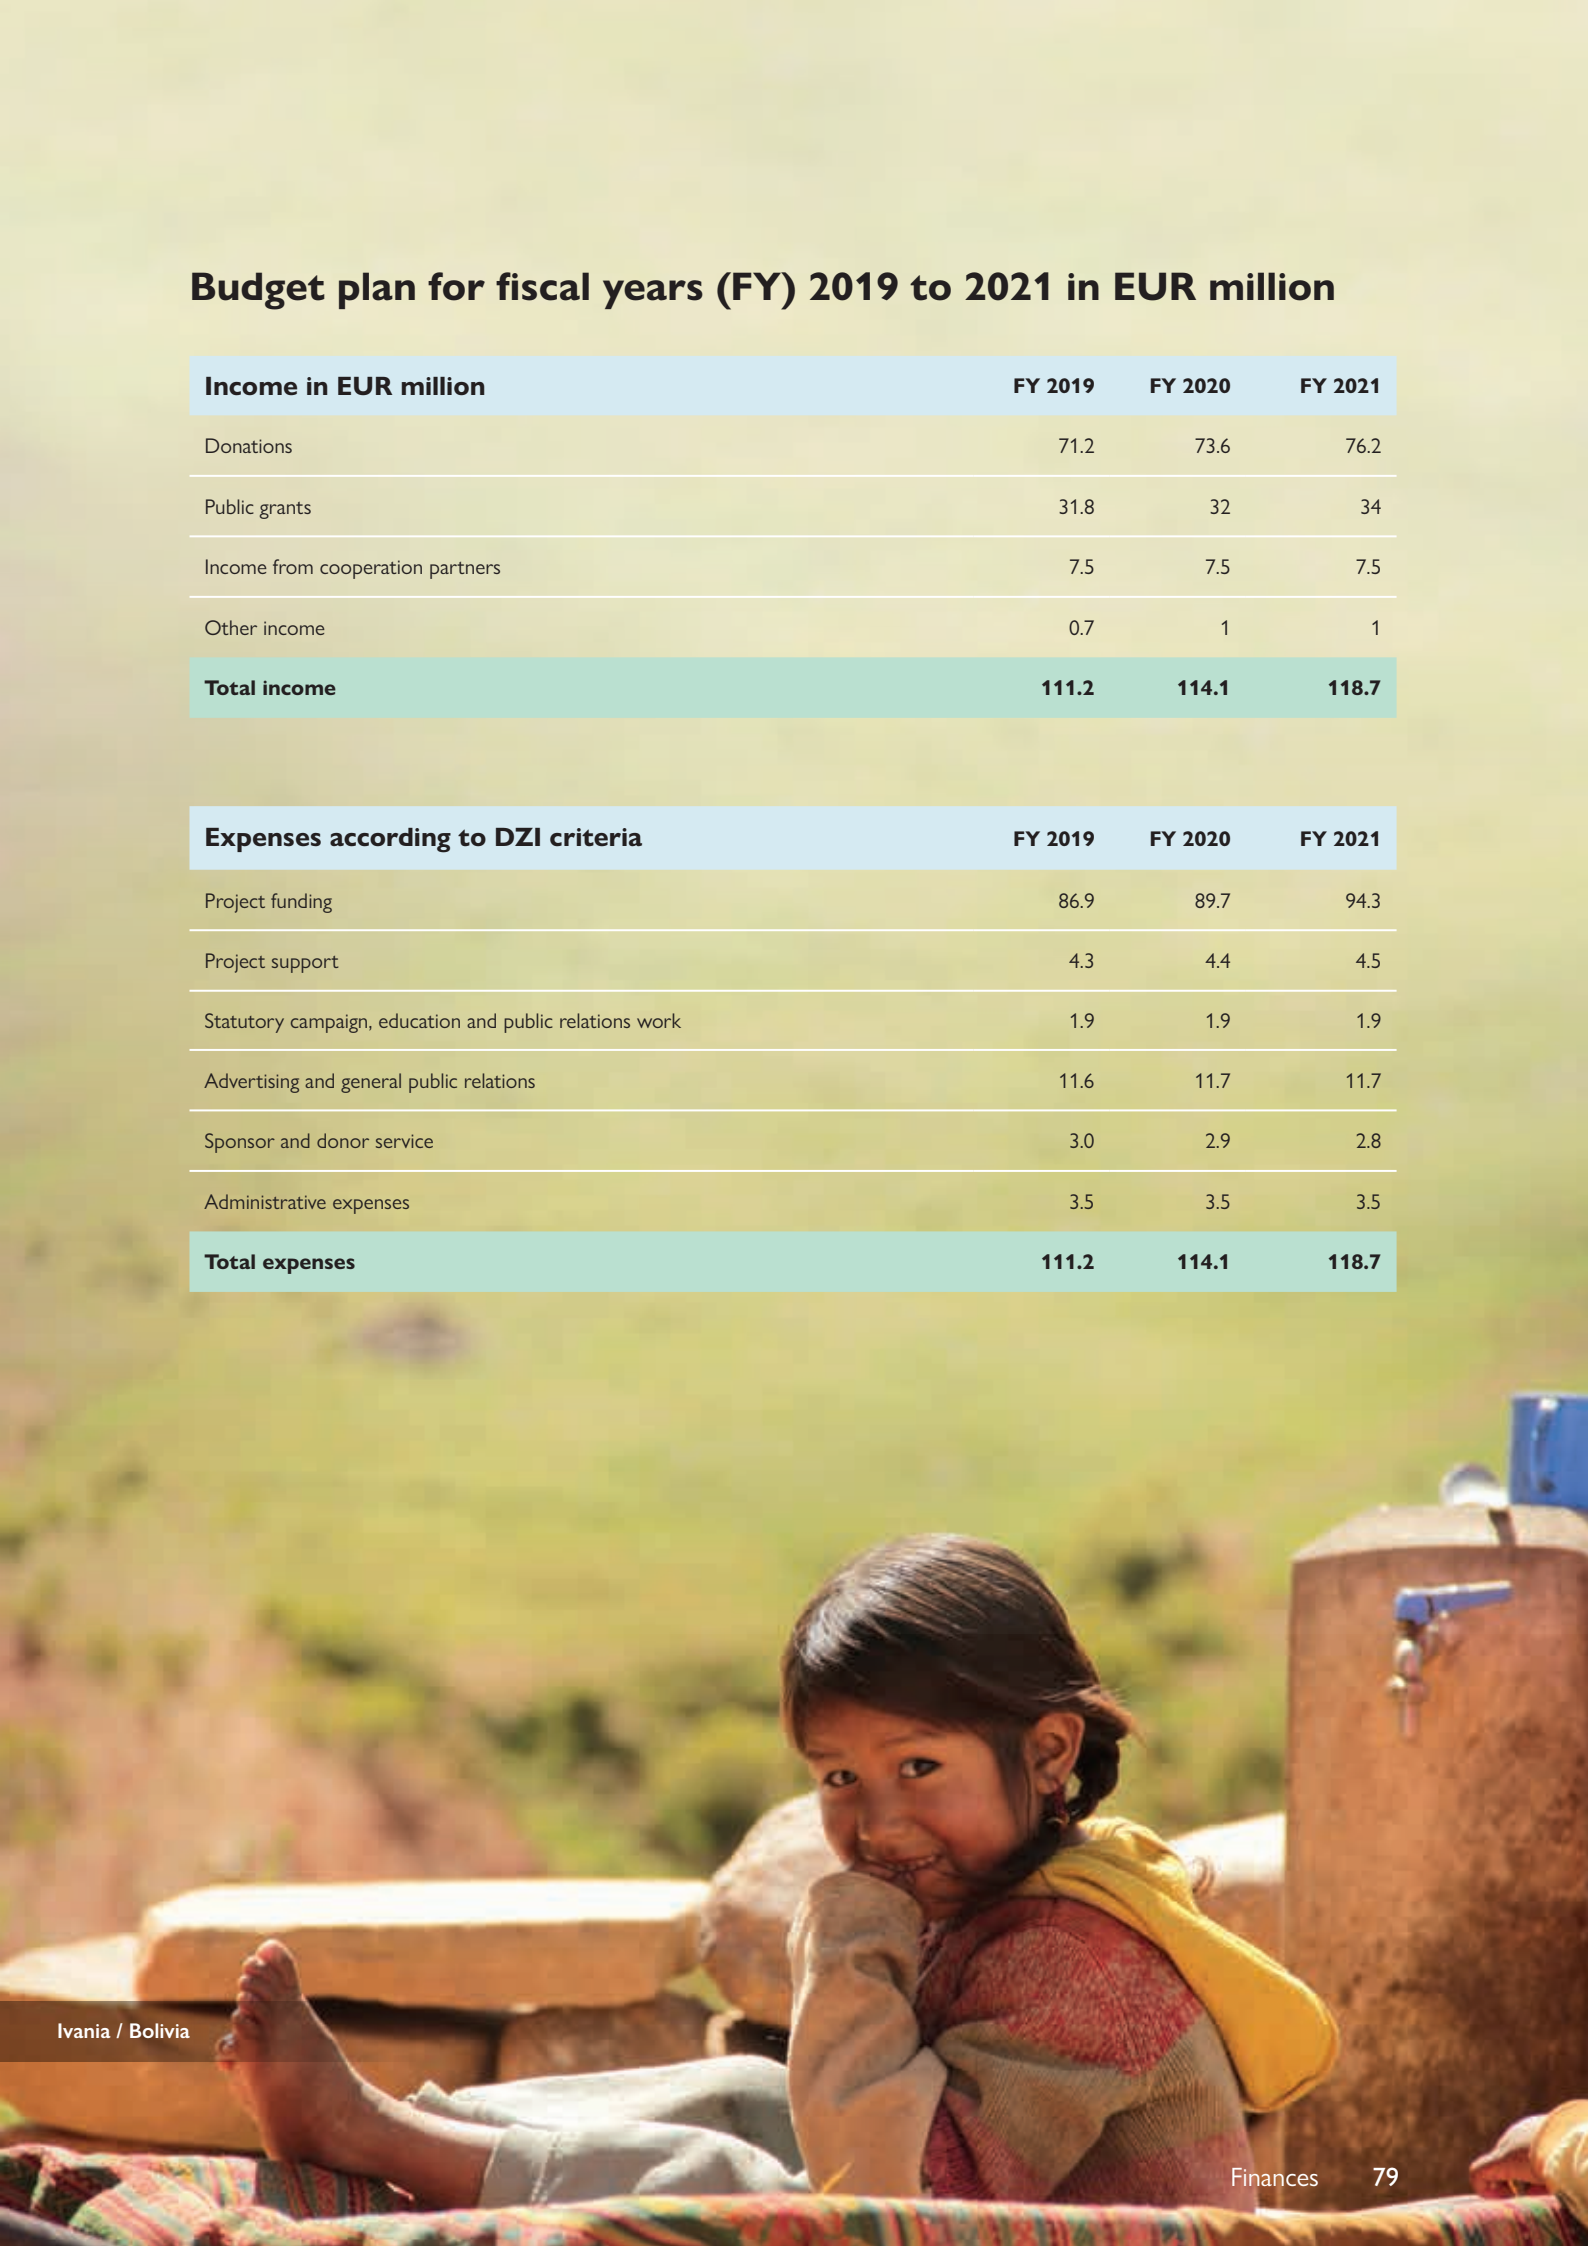 Budget plan for fiscal years (FY) 2019 to 2021 in EUR million
Income in EUR million FY 2019 FY 2020 FY 2021
Donations 71.2 73.6 76.2
Public grants 31.8 32 34
Income from cooperation partners 7.5 7.5 7.5
Other income 0.7 1 1
Total income 111.2 114.1 118.7
Expenses according to DZI criteria FY 2019 FY 2020 FY 2021
Project funding 86.9 89.7 94.3
Project support 4.3 4.4 4.5
Statutory campaign, education and public relations work 1.9 1.9 1.9
Advertising and general public relations 11.6 11.7 11.7
Sponsor and donor service 3.0 2.9 2.8
Administrative expenses 3.5 3.5 3.5
Total expenses 111.2 114.1 118.7
Ivania / Bolivia
Finances 79